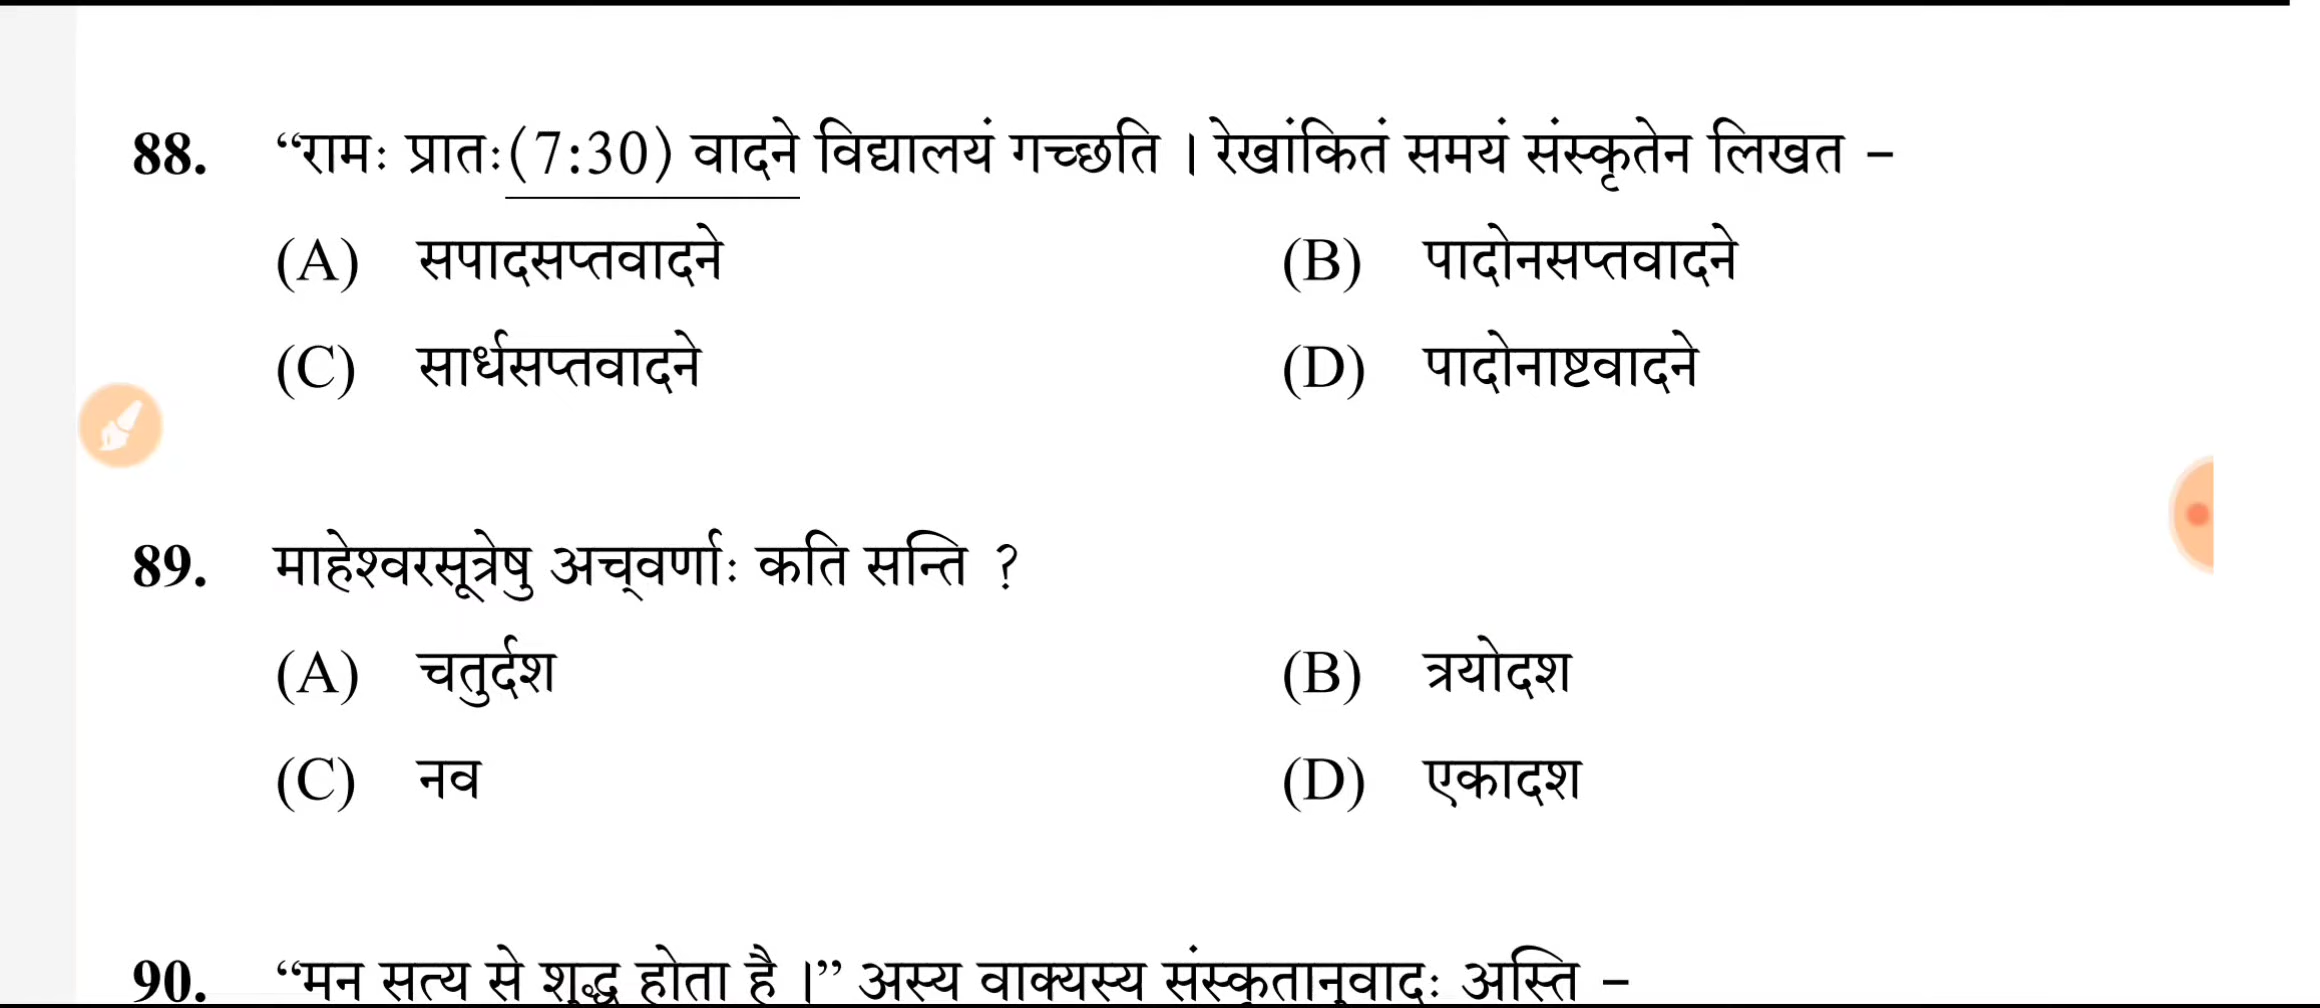 88. “रामः प्रातः(7:30) वादने विद्यालयं गच्छति । रेखांकितं समयं संस्कृतेन लिखत –
(A) सपादसप्तवादने (B) पादोनसप्तवादने
(C) सार्धसप्तवादने (D) पादोनाष्टवादने
89. माहेश्वरसूत्रेषु अच्‌वर्णाः कति सन्ति ?
(A) चतुर्दश (B) त्रयोदश
(C) नव (D) एकादश
90. “मन सत्य से शुद्ध होता है ।” अस्य वाक्यस्य संस्कृतानुवादः अस्ति –